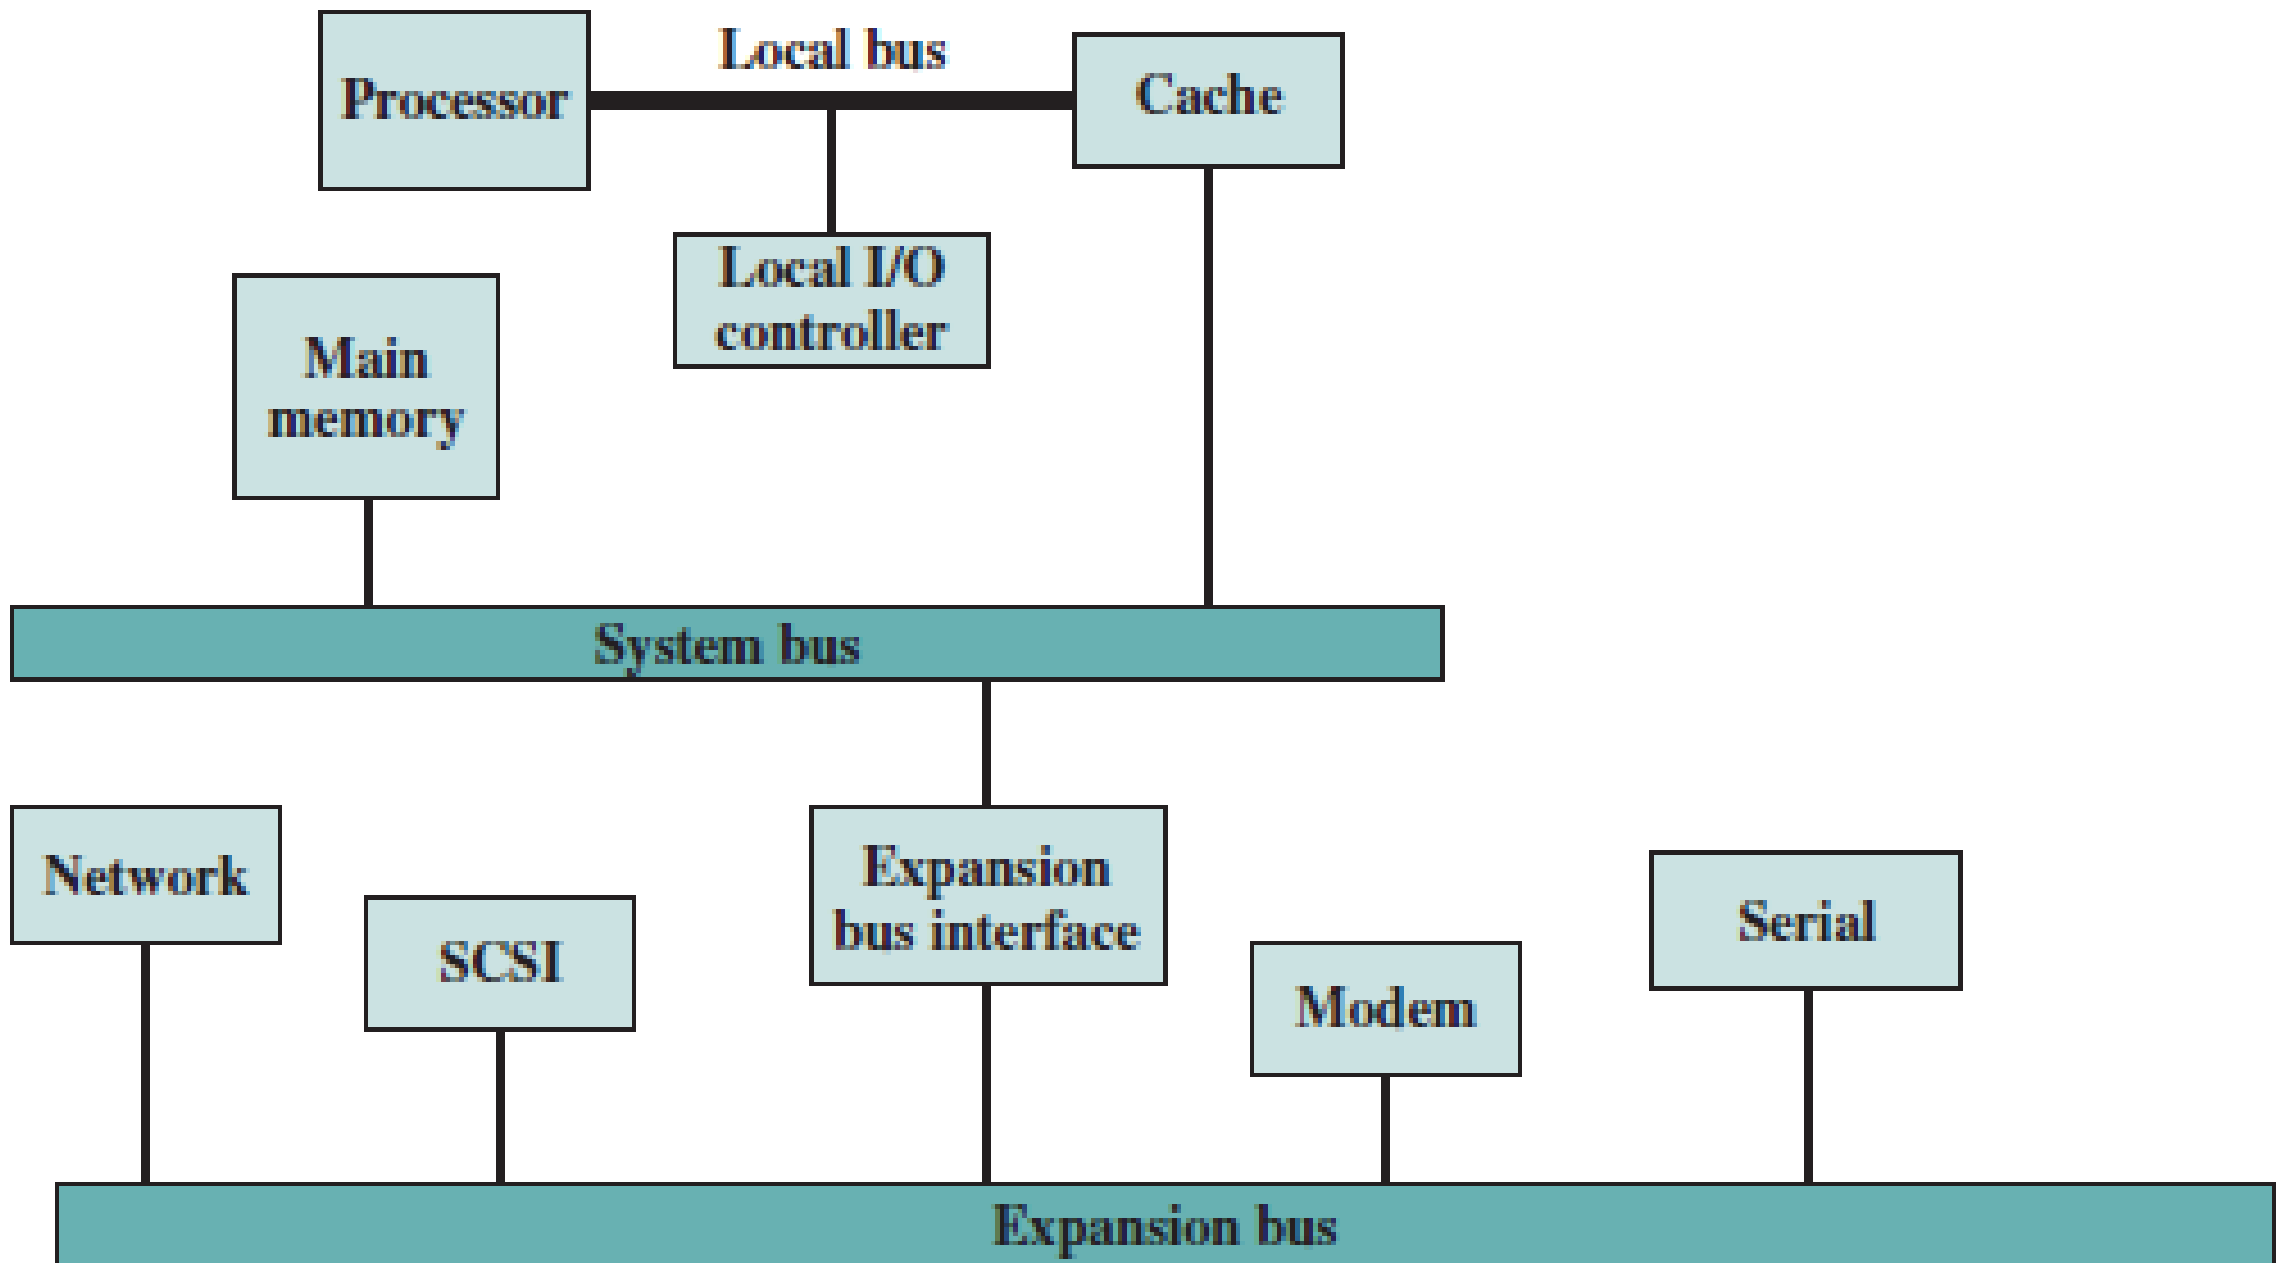 Local bus
Processor
Cache
Local I/O
controller
Main
memory
System bus
Network
SCSI
Expansion
bus interface
Modem
Serial
Expansion bus